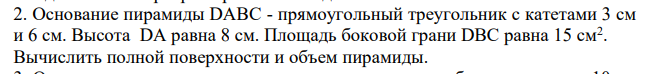 2. Основание пирамиды DABC - прямоугольный треугольник с катетами 3 см
и 6 см. Высота DA равна 8 см. Площадь боковой грани DBC равна 15 см².
Вычислить полной поверхности и объем пирамиды.